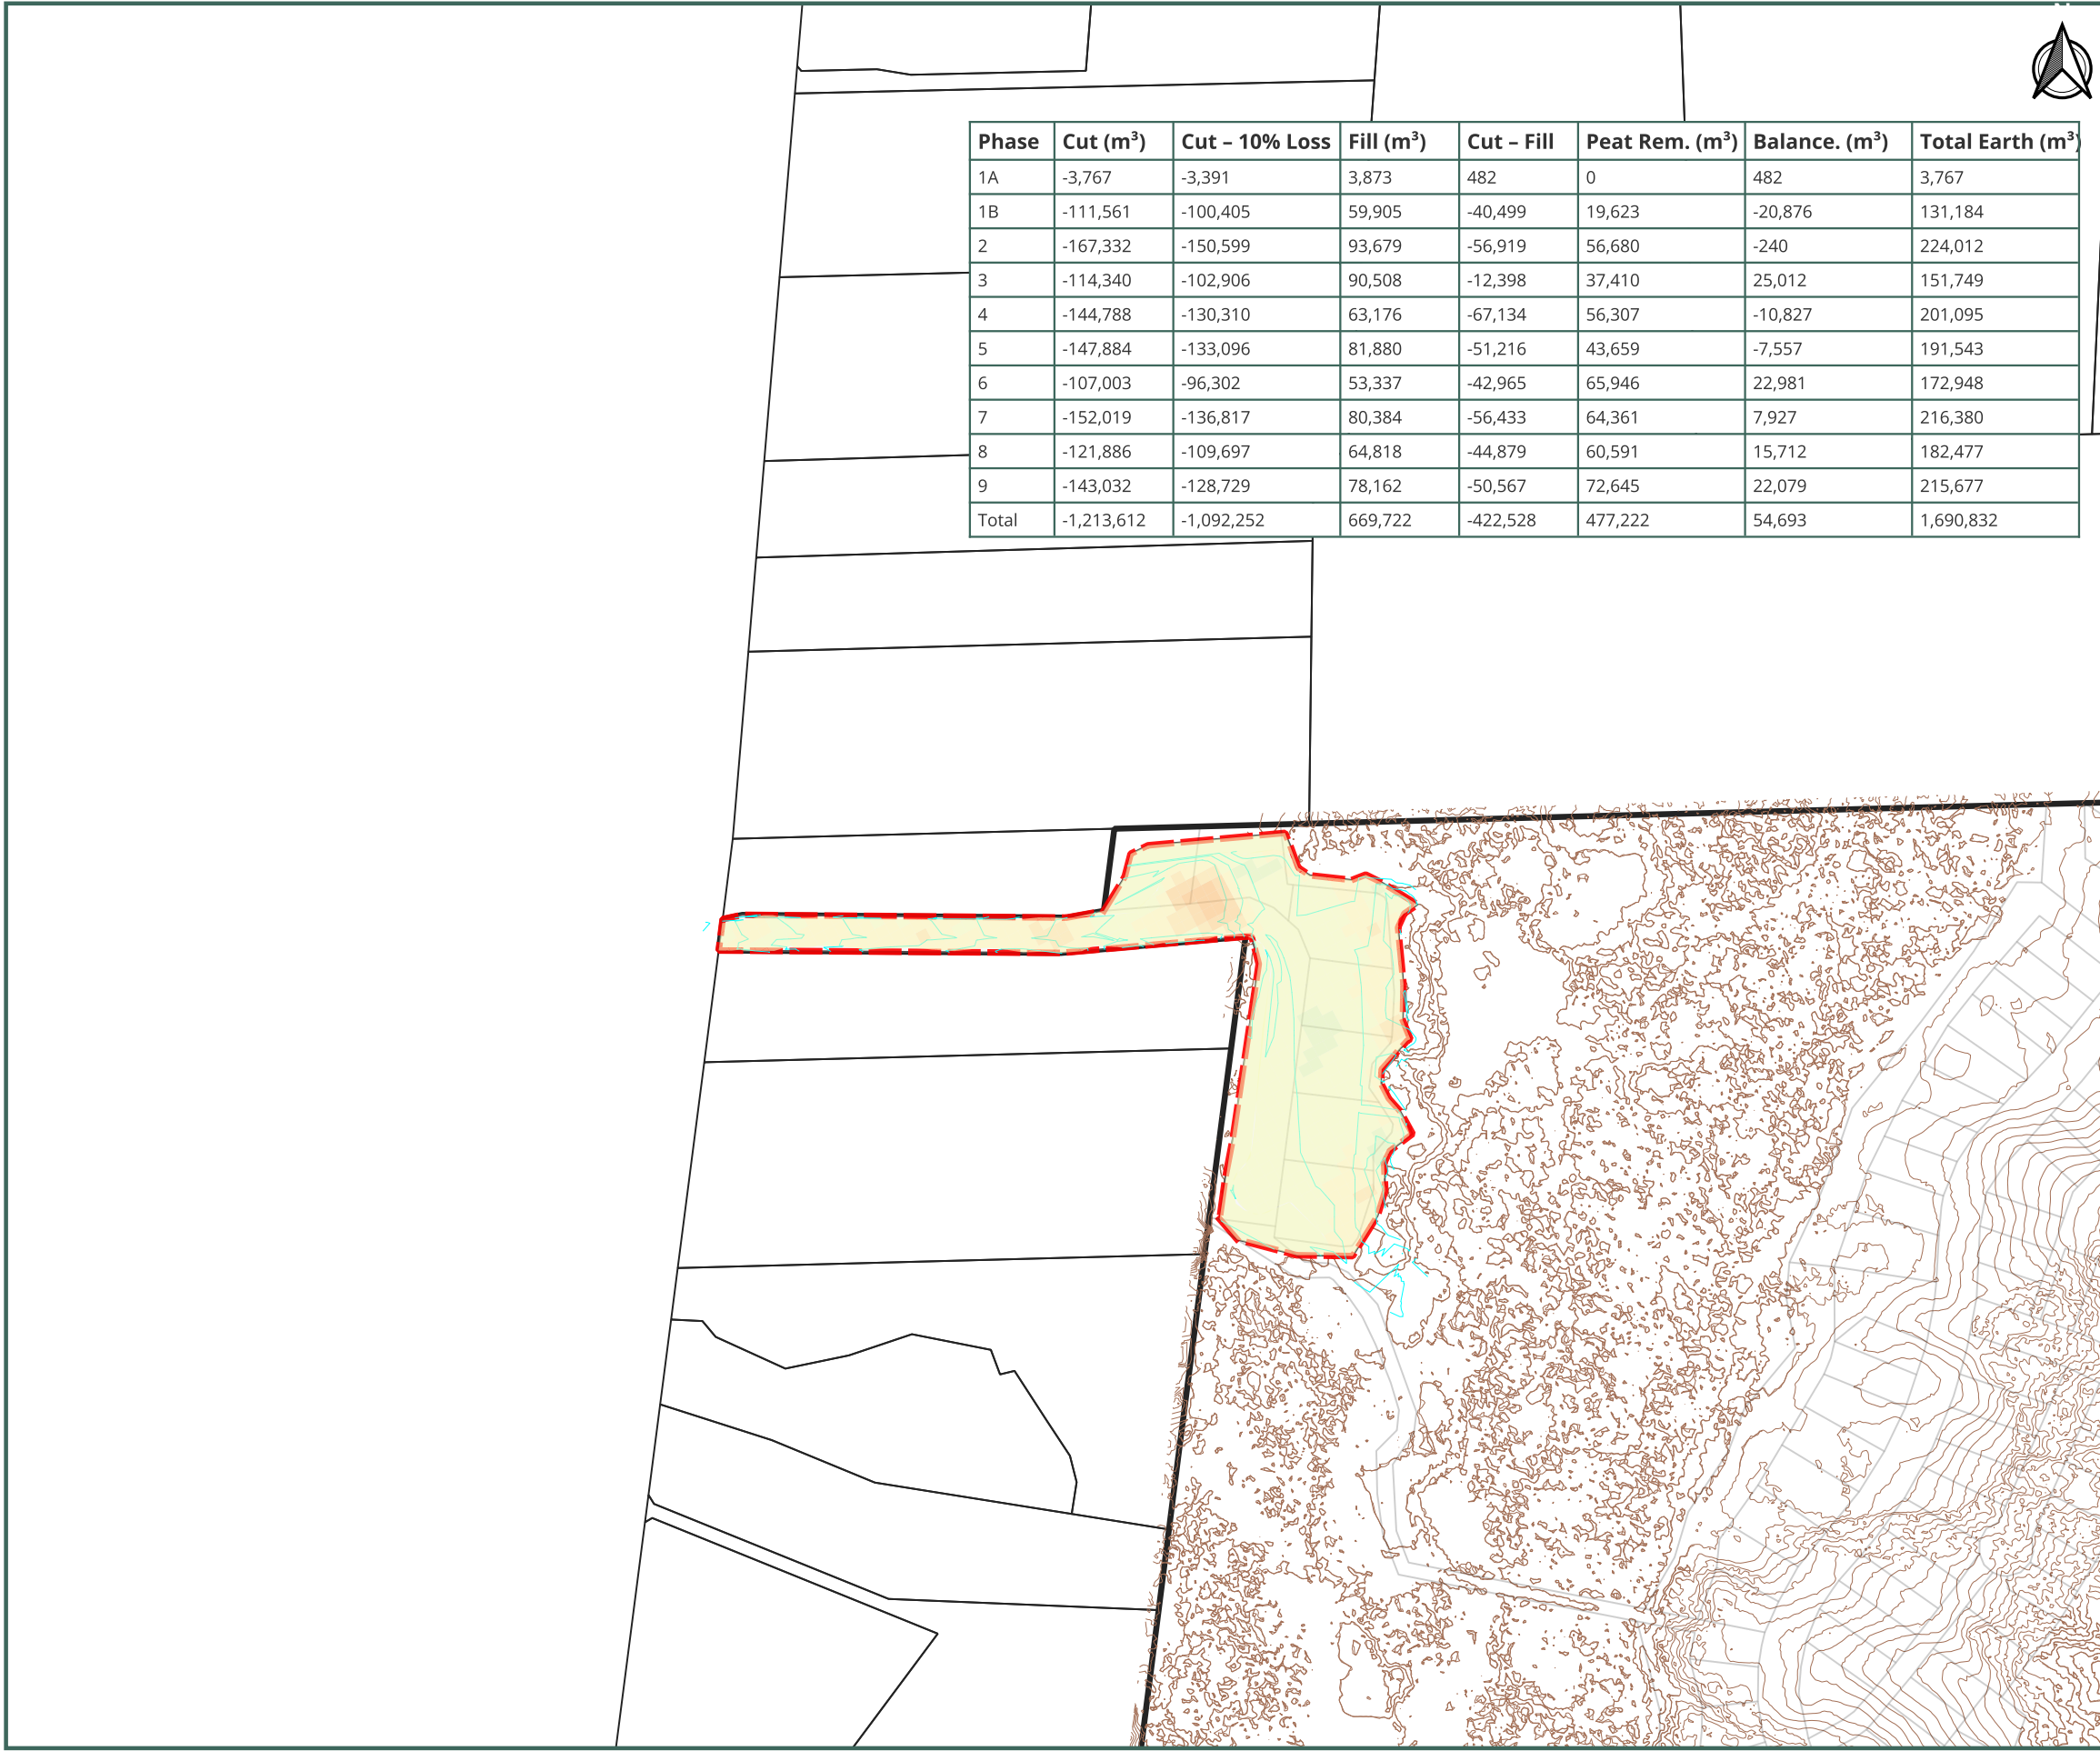 Phase Cut (m³) Cut – 10% Loss Fill (m³) Cut – Fill Peat Rem. (m³) Balance. (m³) Total Earth (m³)
1A -3,767 -3,391 3,873 482 0 482 3,767
1B -111,561 -100,405 59,905 -40,499 19,623 -20,876 131,184
2 -167,332 -150,599 93,679 -56,919 56,680 -240 224,012
3 -114,340 -102,906 90,508 -12,398 37,410 25,012 151,749
4 -144,788 -130,310 63,176 -67,134 56,307 -10,827 201,095
5 -147,884 -133,096 81,880 -51,216 43,659 -7,557 191,543
6 -107,003 -96,302 53,337 -42,965 65,946 22,981 172,948
7 -152,019 -136,817 80,384 -56,433 64,361 7,927 216,380
8 -121,886 -109,697 64,818 -44,879 60,591 15,712 182,477
9 -143,032 -128,729 78,162 -50,567 72,645 22,079 215,677
Total -1,213,612 -1,092,252 669,722 -422,528 477,222 54,693 1,690,832